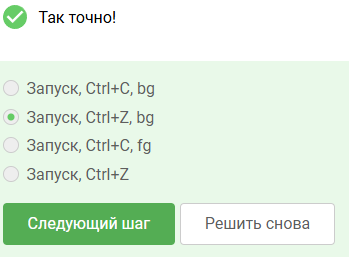 Так точно!
Запуск, Ctrl+C, bg
Запуск, Ctrl+Z, bg
Запуск, Ctrl+C, fg
Запуск, Ctrl+Z
Следующий шаг
Решить снова